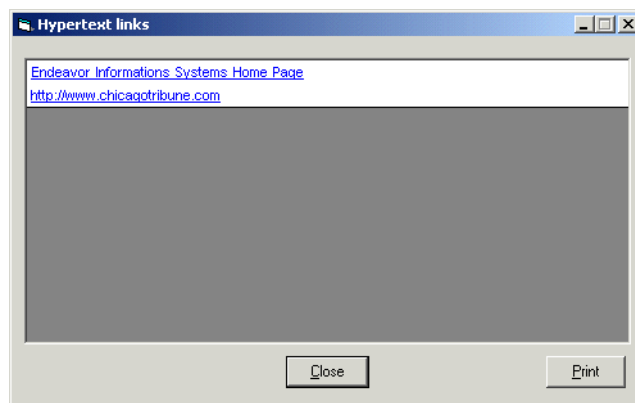 Hypertext links
Endeavor Informations Systems Home Page
http://www.chicagotribune.com
Close
Print